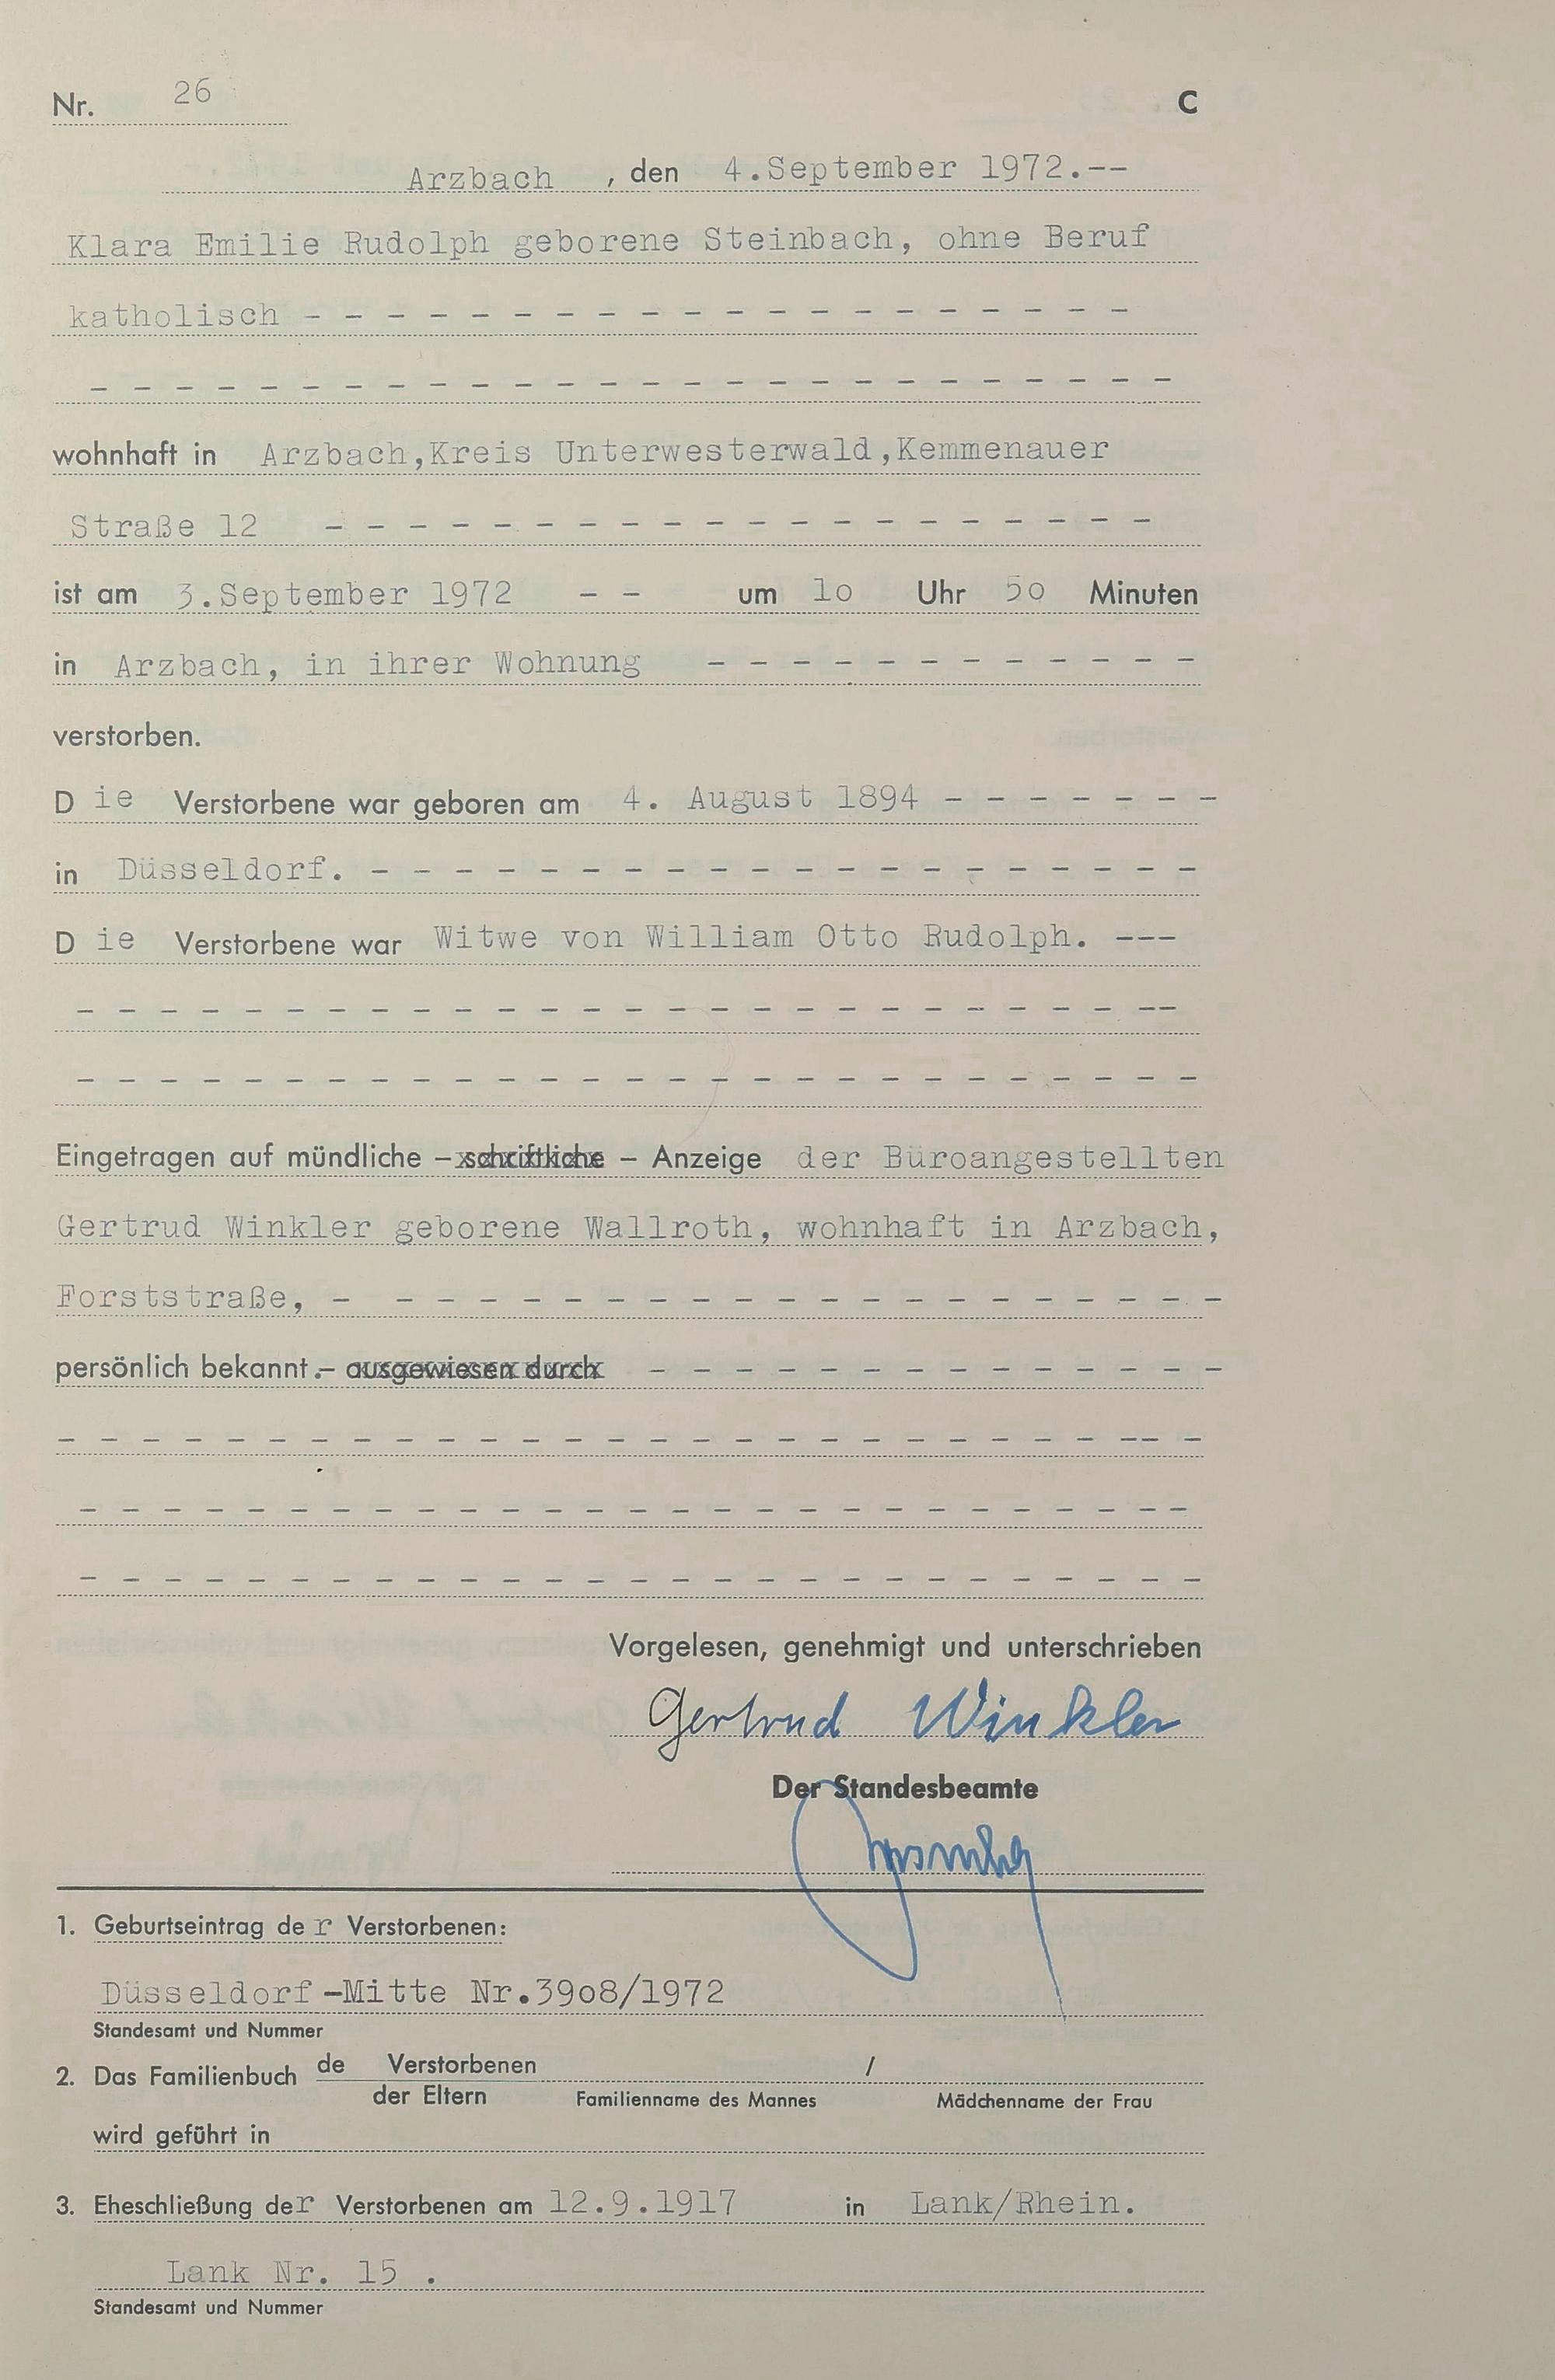 Nr. 26 C
Arzbach , den 4.September 1972.--
Klara Emilie Rudolph geborene Steinbach, ohne Beruf
katholisch - - - - - - - - - - - - - - - - - - - -
- - - - - - - - - - - - - - - - - - - - - - - - - -
wohnhaft in Arzbach,Kreis Unterwesterwald,Kemmenauer
Straße 12 - - - - - - - - - - - - - - - - - - - -
ist am 3.September 1972 - - um 1o Uhr 50 Minuten
in Arzbach, in ihrer Wohnung - - - - - - - - - - - -
verstorben.
D ie Verstorbene war geboren am 4. August 1894 - - - - - - -
in Düsseldorf. - - - - - - - - - - - - - - - - - - - -
D ie Verstorbene war Witwe von William Otto Rudolph. ---
- - - - - - - - - - - - - - - - - - - - - - - - - --
- - - - - - - - - - - - - - - - - - - - - - - - - - -
Eingetragen auf mündliche – schriftliche – Anzeige der Büroangestellten
Gertrud Winkler geborene Wallroth, wohnhaft in Arzbach,
Forststraße, - - - - - - - - - - - - - - - - - - - - -
persönlich bekannt.– ausgewiesen durch - - - - - - - - - - - - - -
- - - - - - - - - - - - - - - - - - - - - - - - - -- -
- - - - - - - - - - - - - - - - - - - - - - - - - --
- - - - - - - - - - - - - - - - - - - - - - - - - - -
Vorgelesen, genehmigt und unterschrieben
Gertrud Winkler
Der Standesbeamte
1. Geburtseintrag de r Verstorbenen:
Düsseldorf-Mitte Nr.39o8/1972
Standesamt und Nummer
2. Das Familienbuch de Verstorbenen /
der Eltern Familienname des Mannes Mädchenname der Frau
wird geführt in
3. Eheschließung der Verstorbenen am 12.9.1917 in Lank/Rhein.
Lank Nr. 15 .
Standesamt und Nummer